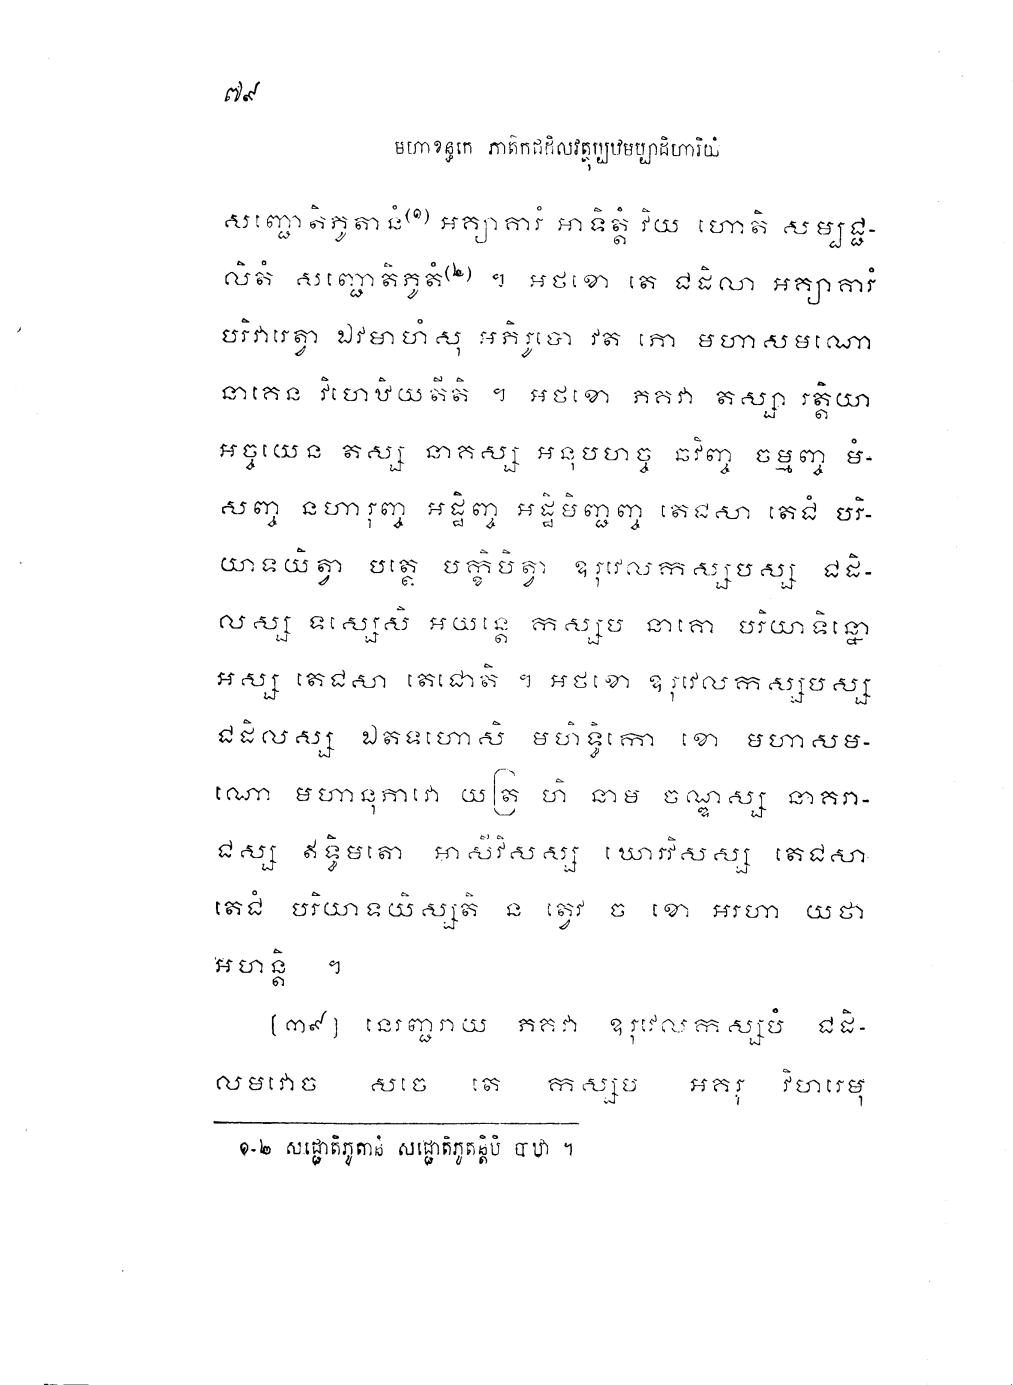 ៧៩
មហាខន្ធកេ ភាតិកជដិលវត្ថុប្បឋមប្បាដិហារិយំ
សញ្ជោតិភូតានំ(១) អគ្យាគារំ អាទិត្តំ វិយ ហោតិ សម្បជ្ជ-
លិតំ សញ្ជោតិភូតំ(២) ។ អថខោ តេ ជដិលា អគ្យាគារំ
បរិវារេត្វា ឯវមាហំសុ អភិរូបោ វត ភោ មហាសមណោ
នាគេន វិហេឋិយតីតិ ។ អថខោ ភគវា តស្សា រត្តិយា
អច្ចយេន តស្ស នាគស្ស អនុបហច្ច ឆវិញ្ច ចម្មញ្ច មំ-
សញ្ច នហារុញ្ច អដ្ឋិញ្ច អដ្ឋិមិញ្ជញ្ច តេជសា តេជំ បរិ-
យាទយិត្វា បត្តេ បក្ខិបិត្វា ឧរុវេលកស្សបស្ស ជដិ-
លស្ស ទស្សេសិ អយន្តេ កស្សប នាគោ បរិយាទិន្នោ
អស្ស តេជសា តេជោតិ ។ អថខោ ឧរុវេលកស្សបស្ស
ជដិលស្ស ឯតទហោសិ មហិទ្ធិកោ ខោ មហាសម-
ណោ មហានុភាវោ យត្រ ហិ នាម ចណ្ឌស្ស នាគរា-
ជស្ស ឥទ្ធិមតោ អាសីវិសស្ស ឃោរវិសស្ស តេជសា
តេជំ បរិយាទយិស្សតិ ន ត្វេវ ច ខោ អរហា យថា
អហន្តិ ។
[៣៩] នេរញ្ជរាយ ភគវា ឧរុវេលកស្សបំ ជដិ-
លមវោច សចេ តេ កស្សប អគរុ វិហរេមុ
១-២ សជ្ជោតិភូតានំ សជ្ជោតិភូតន្តិបិ បាឋោ ។